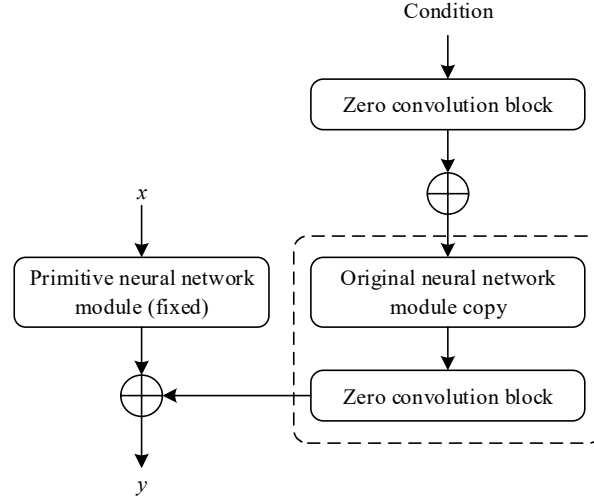 Condition
Zero convolution block
x
Primitive neural network
module (fixed)
Original neural network
module copy
Zero convolution block
y